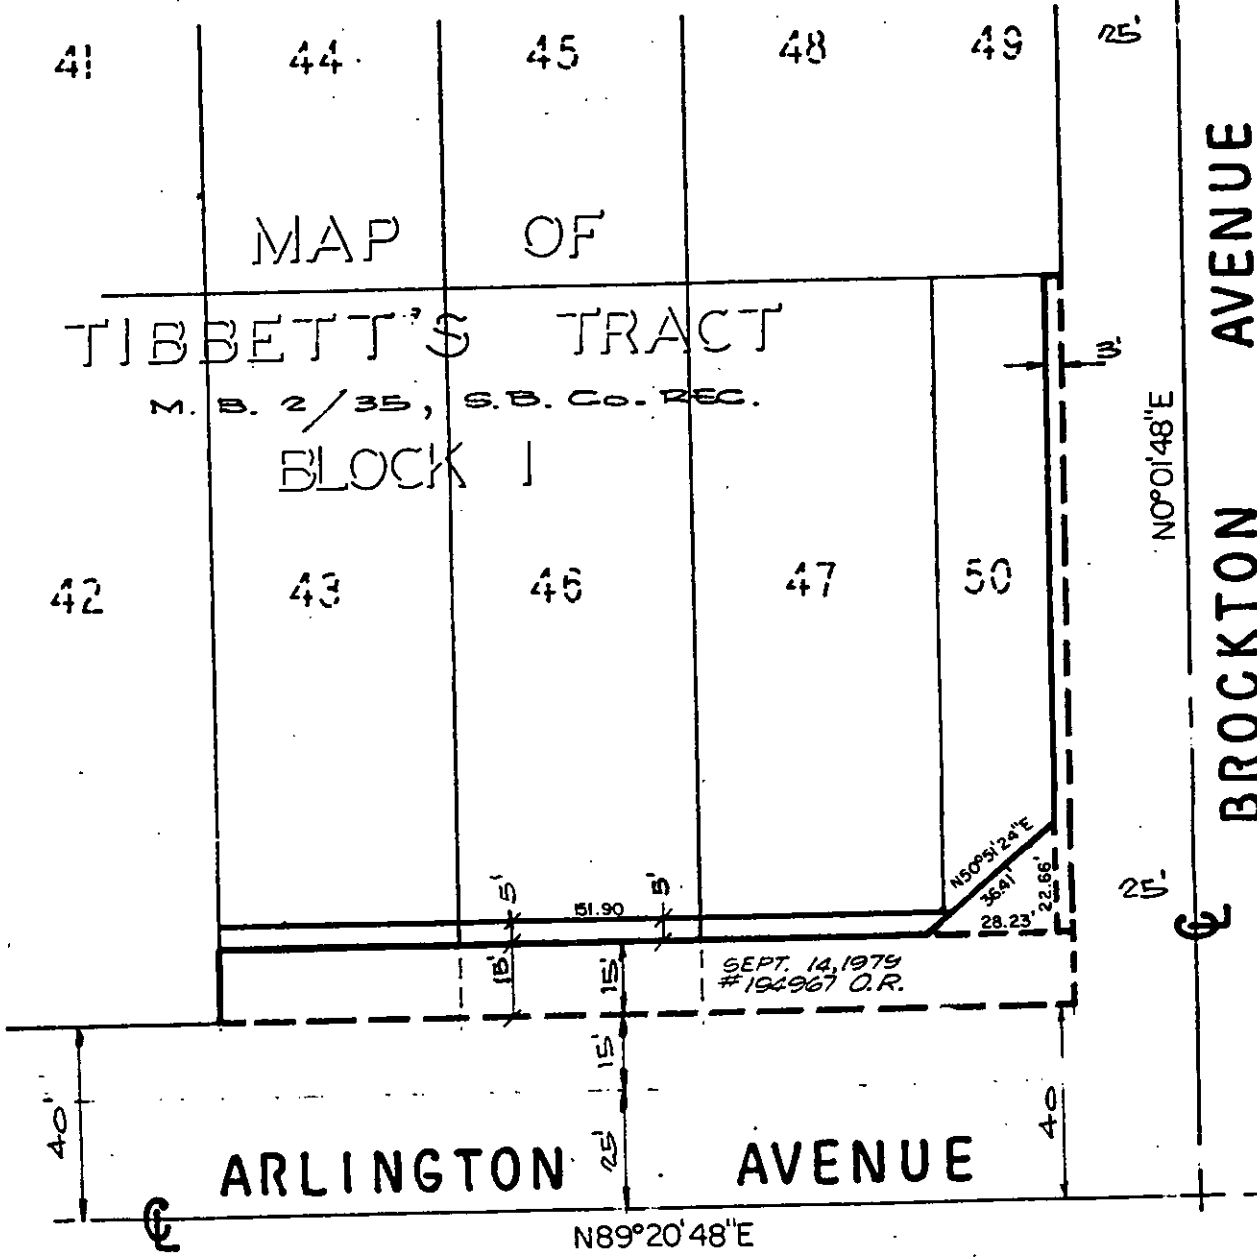 41 44 45 48 49 25'
MAP OF
TIBBETT'S TRACT
M. B. 2/35, S.B. Co. REC.
BLOCK 1
42 43 46 47 50
AVENUE
BROCKTON
N0°01'48"E
3'
N50°51'24"E
36.41'
22.66'
28.23'
25'
5' 151.90 5'
15' 15'
SEPT. 14, 1979
#194967 O.R.
15'
40' 25' 40
ARLINGTON AVENUE
N89°20'48"E